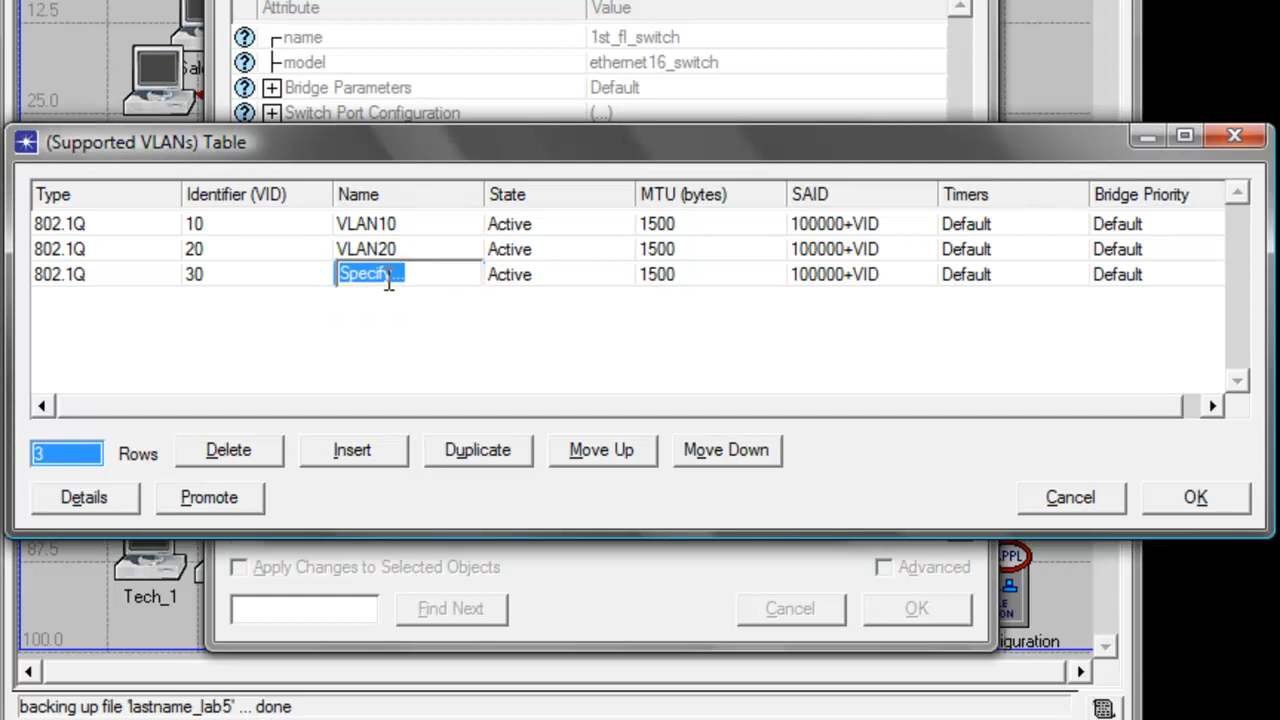 12.5
Attribute Value
name 1st_fl_switch
model ethernet16_switch
25.0
Bridge Parameters Default
Switch Port Configuration (...)
(Supported VLANs) Table
Type Identifier (VID) Name State MTU (bytes) SAID Timers Bridge Priority
802.1Q 10 VLAN10 Active 1500 100000+VID Default Default
802.1Q 20 VLAN20 Active 1500 100000+VID Default Default
802.1Q 30 Specify... Active 1500 100000+VID Default Default
3 Rows Delete Insert Duplicate Move Up Move Down
Details Promote Cancel OK
87.5
Apply Changes to Selected Objects Advanced
Tech_1
Find Next Cancel OK
100.0
backing up file 'lastname_lab5' ... done